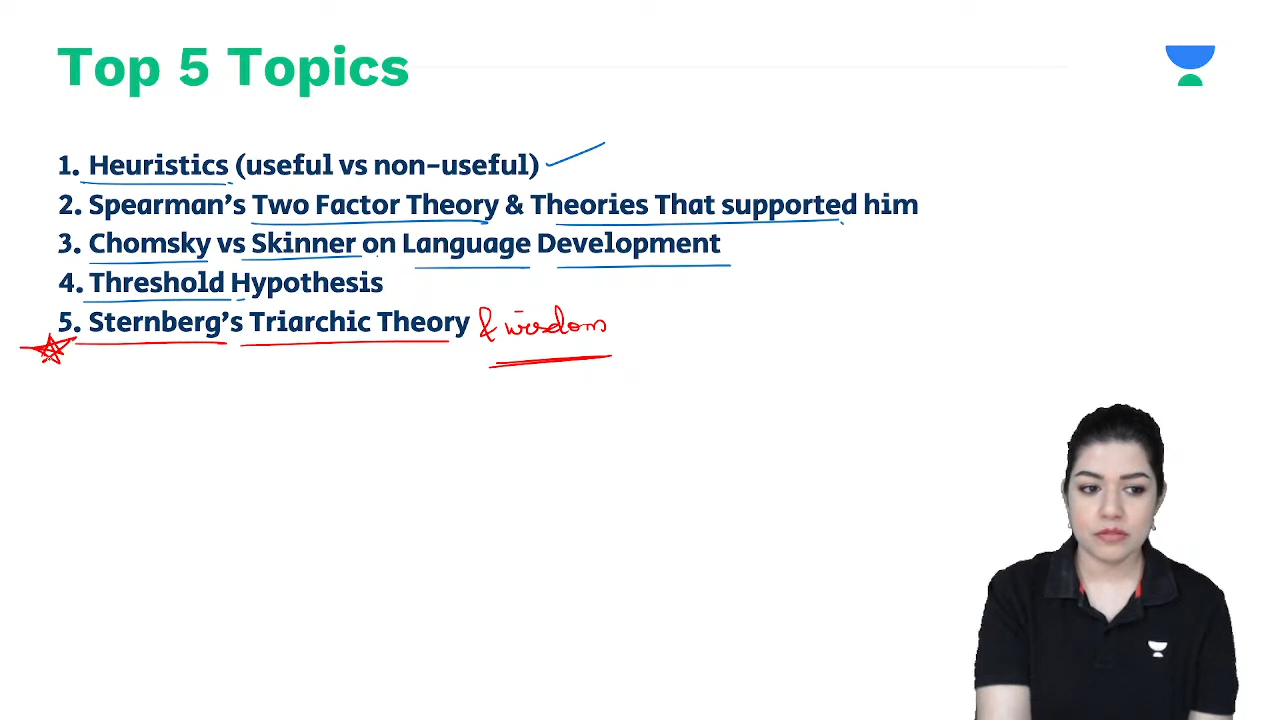 Top 5 Topics
1. Heuristics (useful vs non-useful)
2. Spearman's Two Factor Theory & Theories That supported him
3. Chomsky vs Skinner on Language Development
4. Threshold Hypothesis
5. Sternberg's Triarchic Theory & wisdom